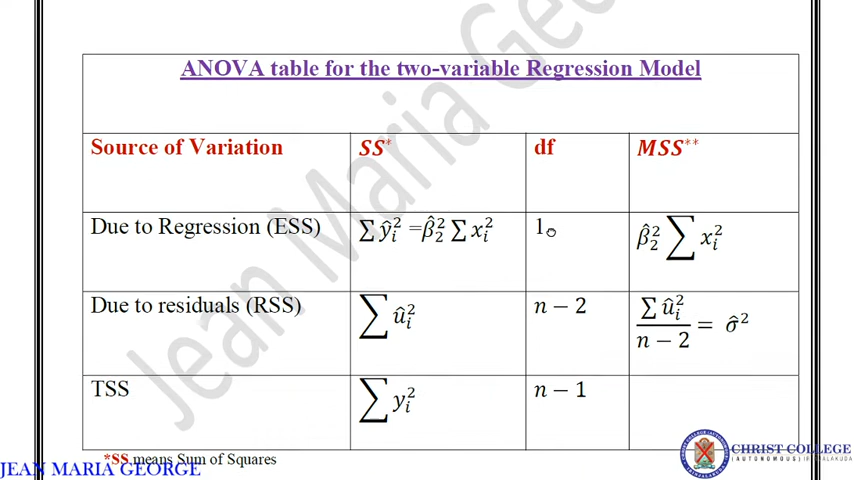 ANOVA table for the two-variable Regression Model
Source of Variation SS* df MSS**
Due to Regression (ESS) ∑ŷᵢ² =β̂₂² ∑xᵢ² 1 β̂₂² ∑xᵢ²
Due to residuals (RSS) ∑ûᵢ² n − 2 ∑ûᵢ² / n − 2 = σ̂²
TSS ∑yᵢ² n − 1
*SS means Sum of Squares
JEAN MARIA GEORGE
CHRIST COLLEGE
Jean Maria Geo